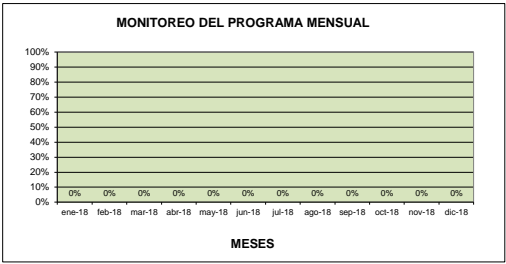 MONITOREO DEL PROGRAMA MENSUAL
100%
90%
80%
70%
60%
50%
40%
30%
20%
10%
0%
0% 0% 0% 0% 0% 0% 0% 0% 0% 0% 0% 0%
ene-18 feb-18 mar-18 abr-18 may-18 jun-18 jul-18 ago-18 sep-18 oct-18 nov-18 dic-18
MESES